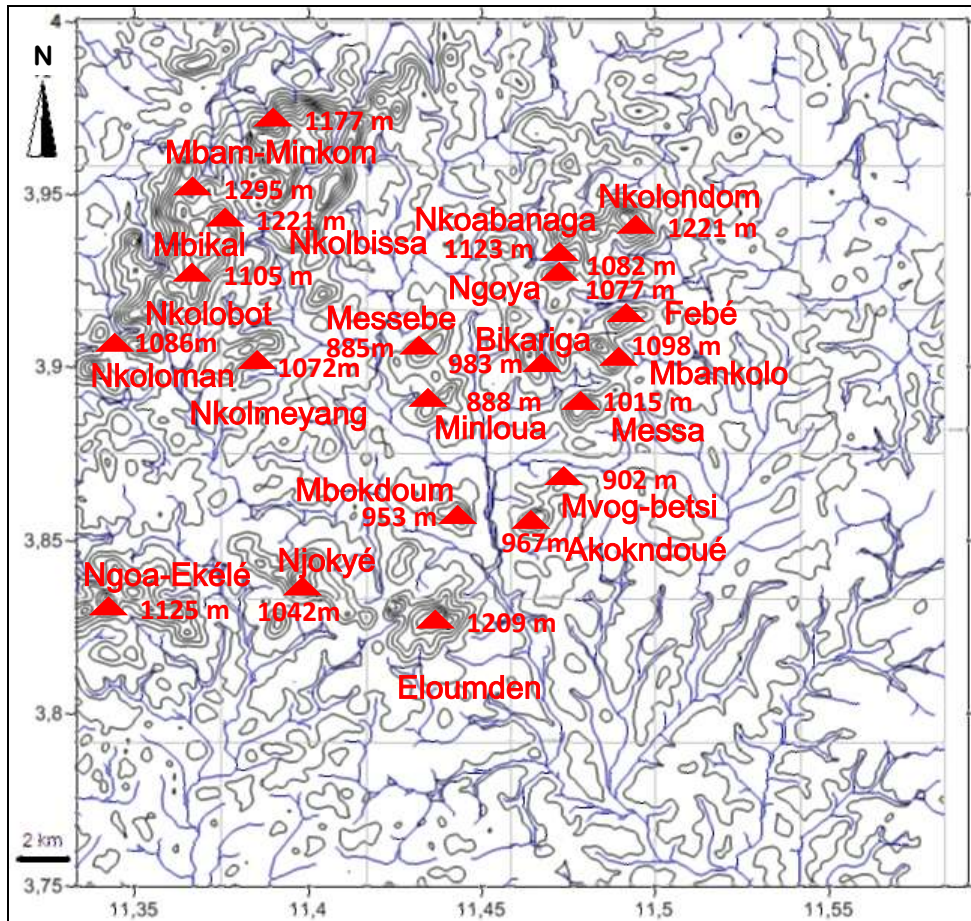 4
N
1177 m
Mbam-Minkom
3,95
1295 m
Nkolondom
1221 m
Nkoabanaga
1221 m
Mbikal
Nkolbissa
1123 m
1082 m
1105 m
Ngoya
1077 m
Nkolobot
Messebe
Febé
1086m
885m
Bikariga
1098 m
3,9
1072m
983 m
Nkoloman
Mbankolo
Nkolmeyang
888 m
1015 m
Minloua
Messa
902 m
Mbokdoum
Mvog-betsi
953 m
967m
Akokndoué
3,85
Njokyé
Ngoa-Ekélé
1125 m
1042m
1209 m
Eloumden
3,8
2 km
3,75
11,35
11,4
11,45
11,5
11,55